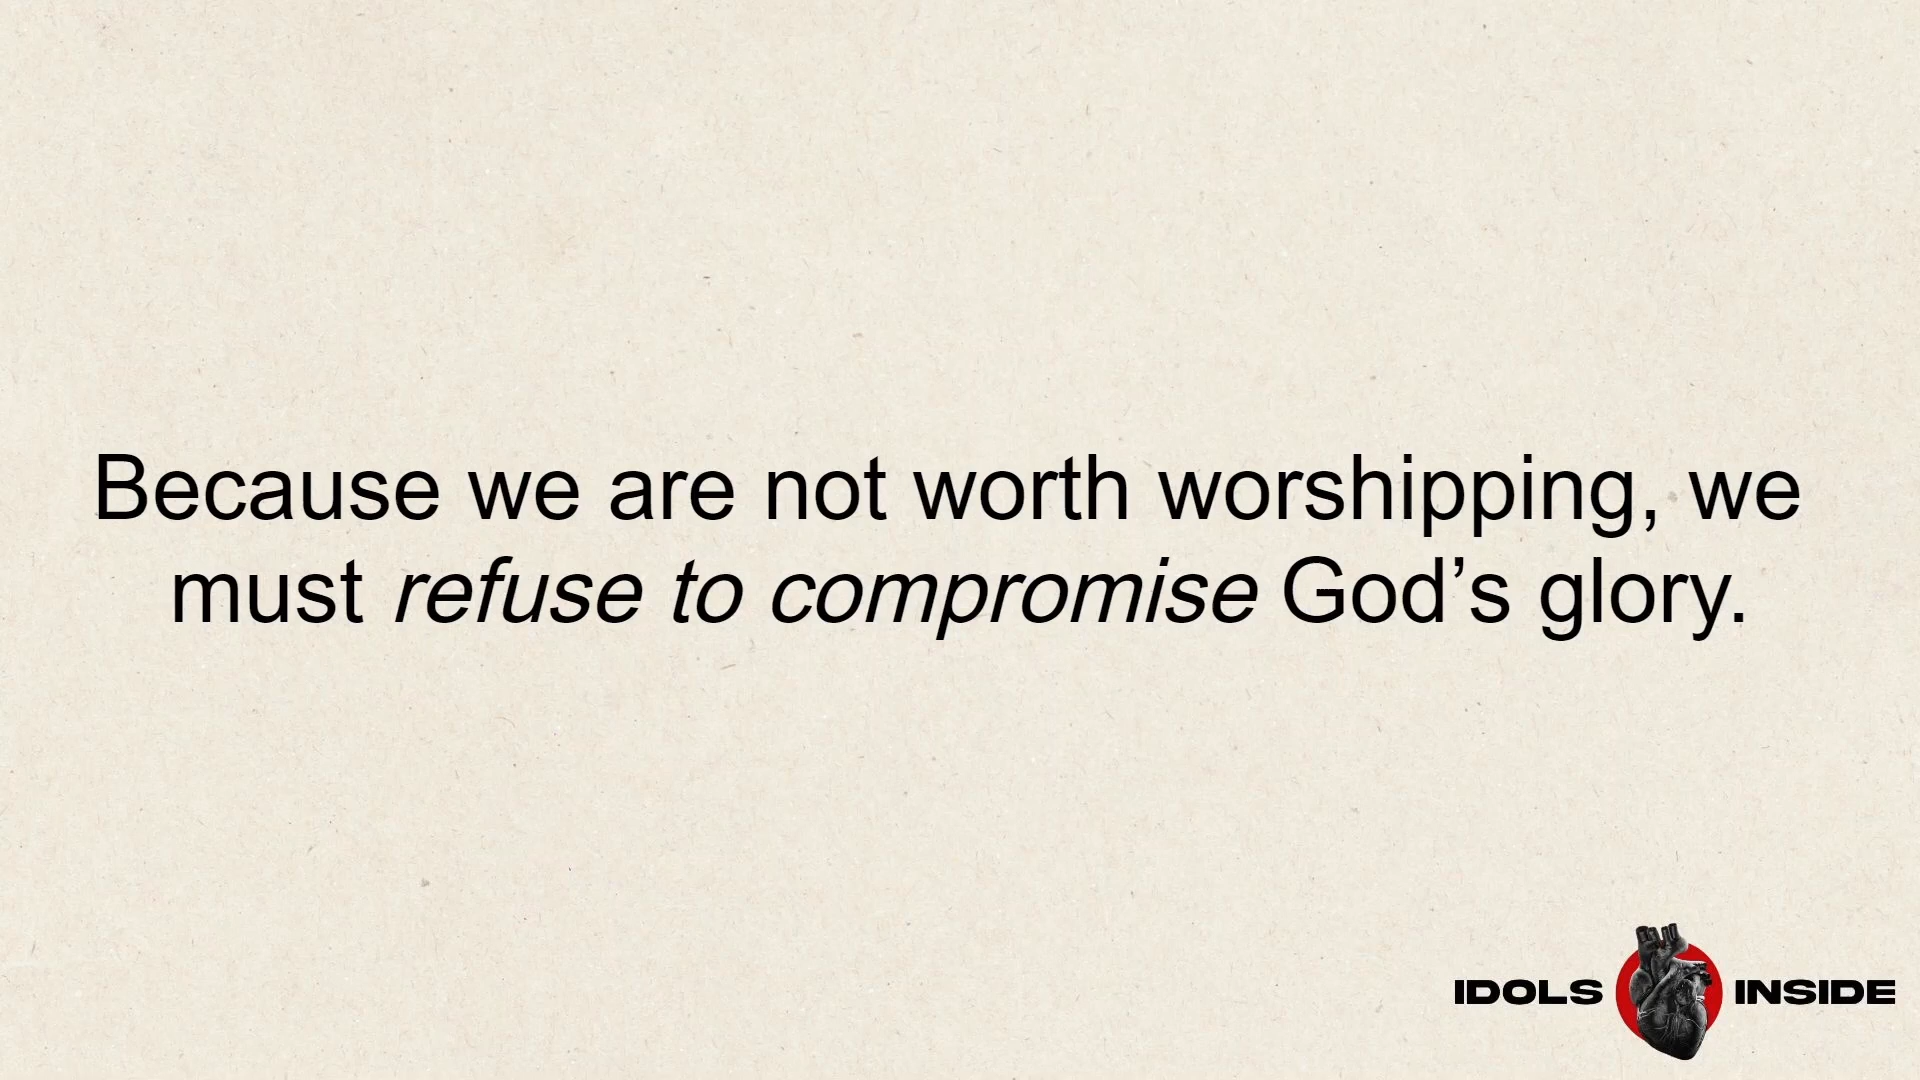 Because we are not worth worshipping, we
must refuse to compromise God’s glory.
IDOLS INSIDE